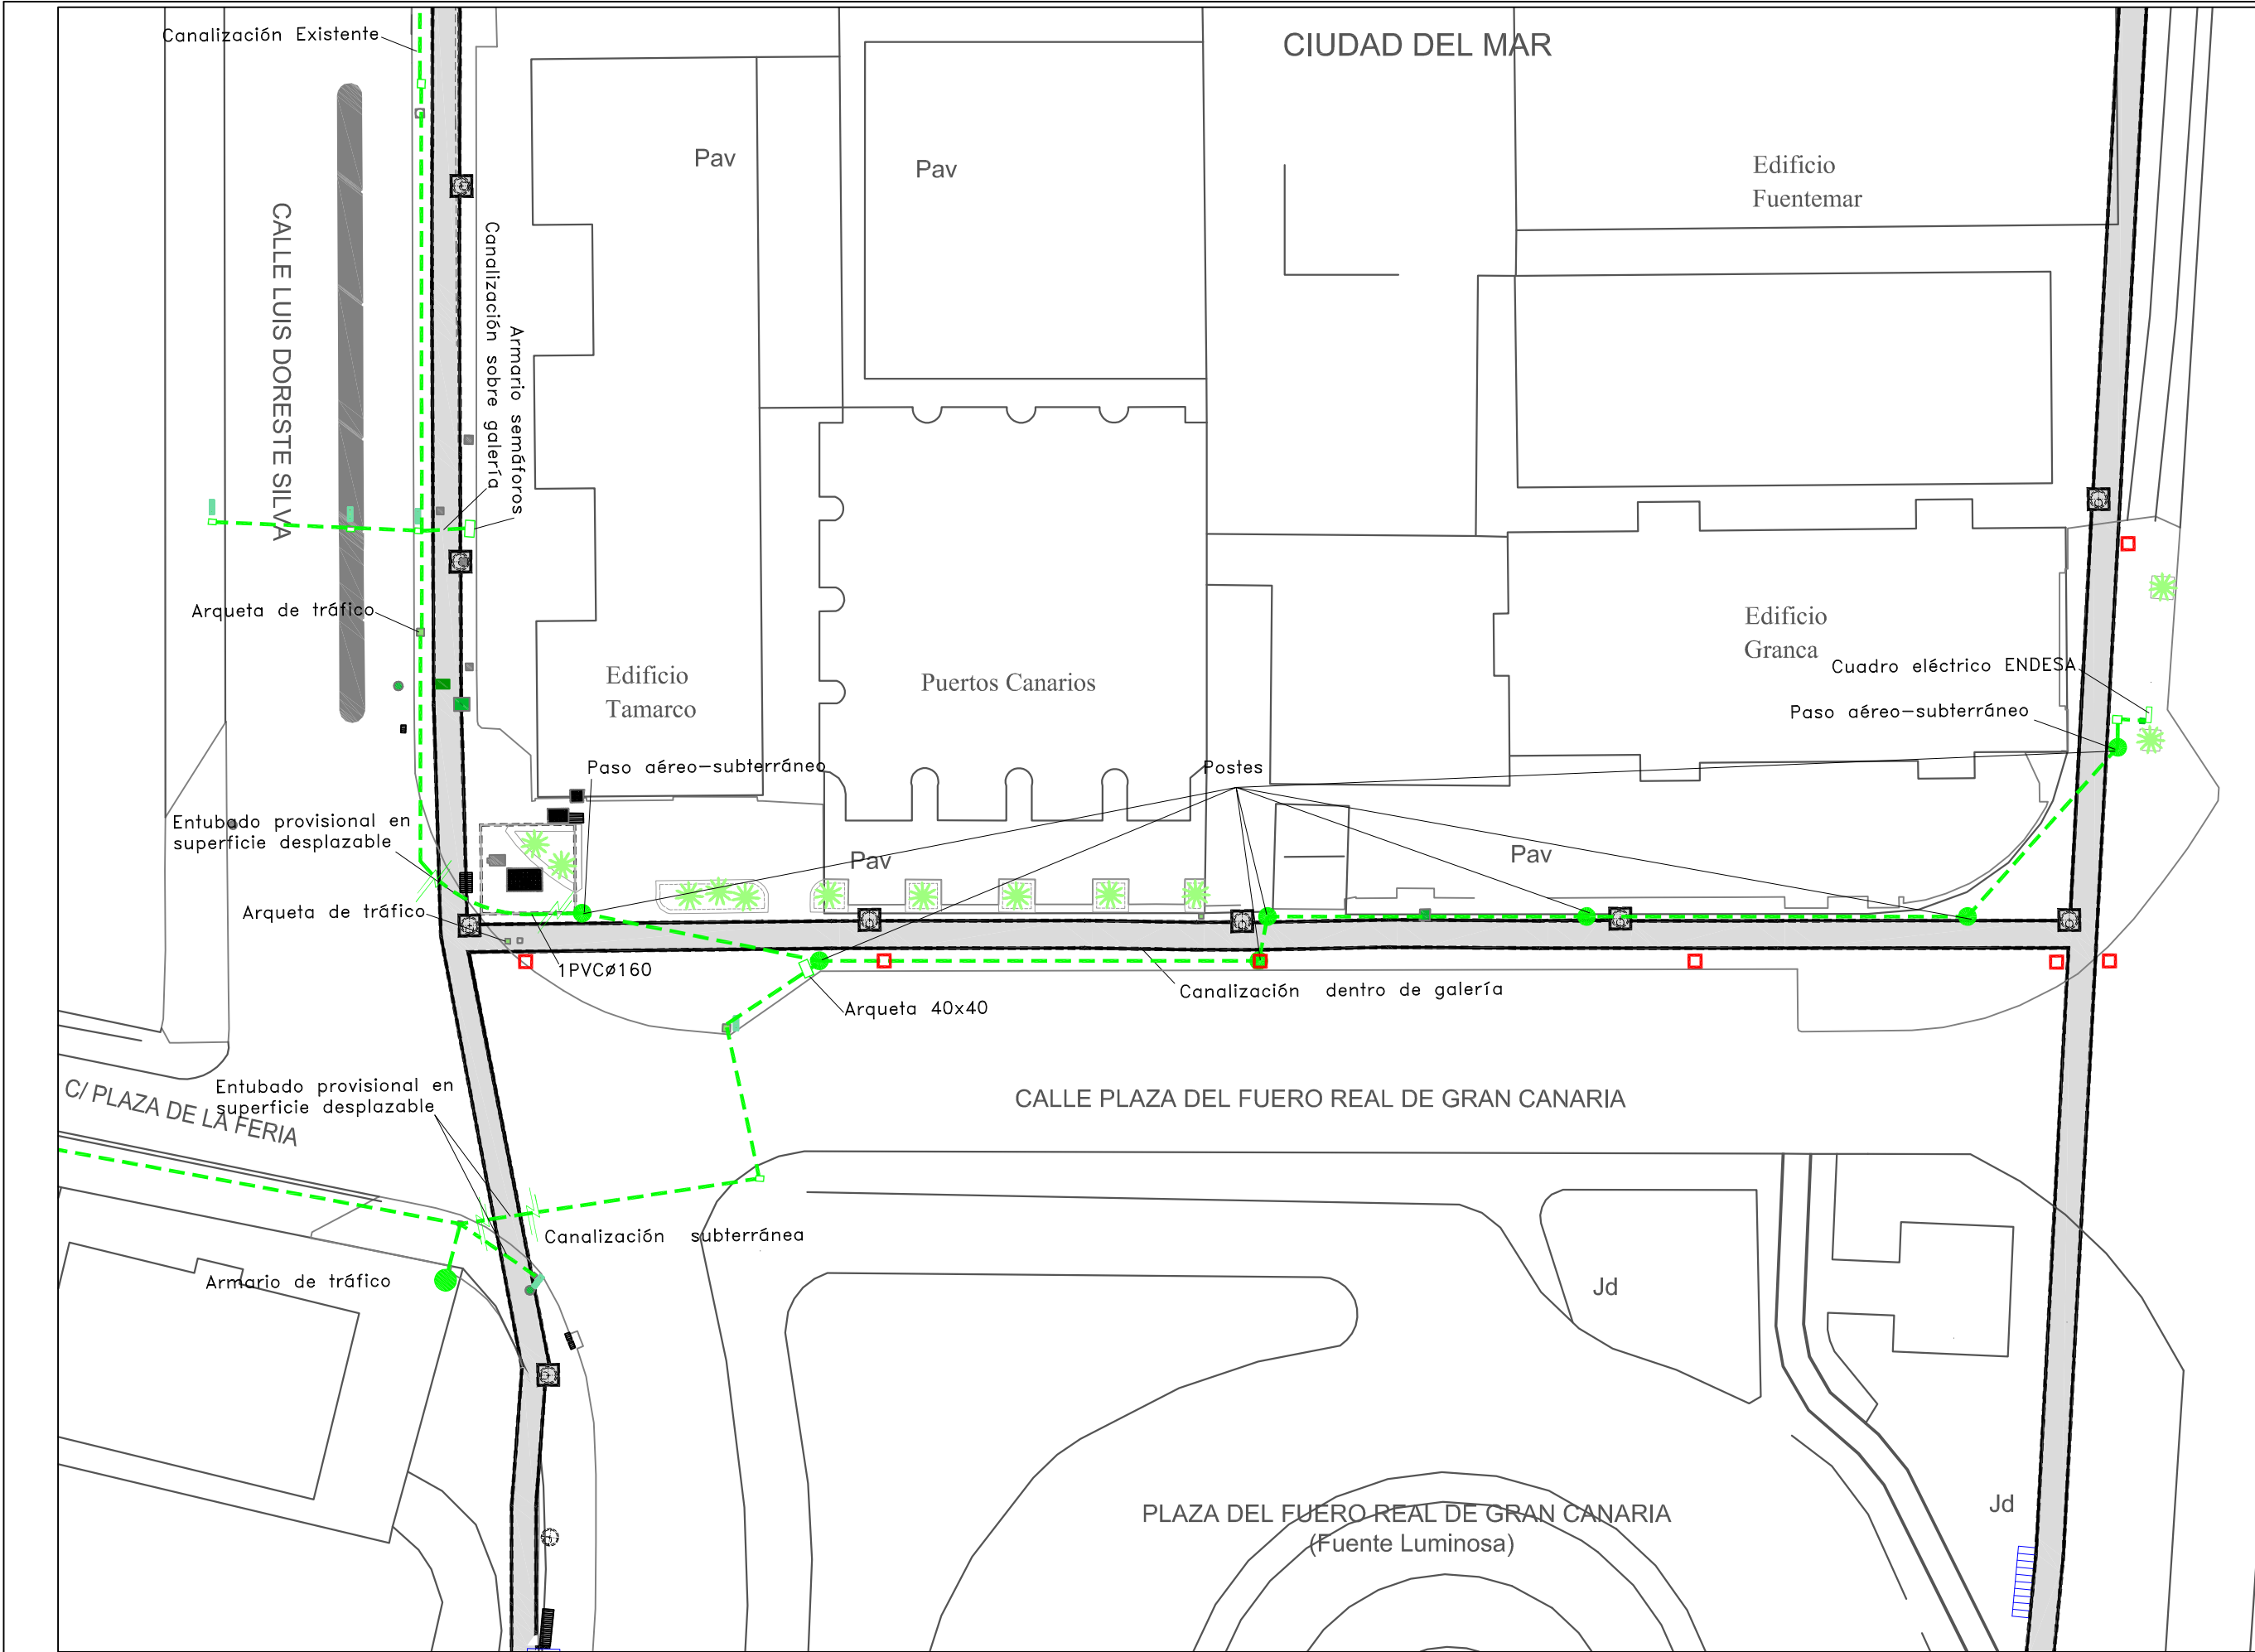 Canalización Existente
CIUDAD DEL MAR
Pav
Pav
Edificio
Fuentemar
CALLE LUIS DORESTE SILVA
Canalización sobre galería
Armario semáforos
Arqueta de tráfico
Edificio
Tamarco
Puertos Canarios
Edificio
Granca
Cuadro eléctrico ENDESA
Paso aéreo-subterráneo
Paso aéreo-subterráneo
Postes
Entubado provisional en
superficie desplazable
Pav
Pav
Arqueta de tráfico
1PVCø160
Arqueta 40x40
Canalización dentro de galería
C/ PLAZA DE LA FERIA
Entubado provisional en
superficie desplazable
CALLE PLAZA DEL FUERO REAL DE GRAN CANARIA
Canalización subterránea
Armario de tráfico
Jd
PLAZA DEL FUERO REAL DE GRAN CANARIA
(Fuente Luminosa)
Jd